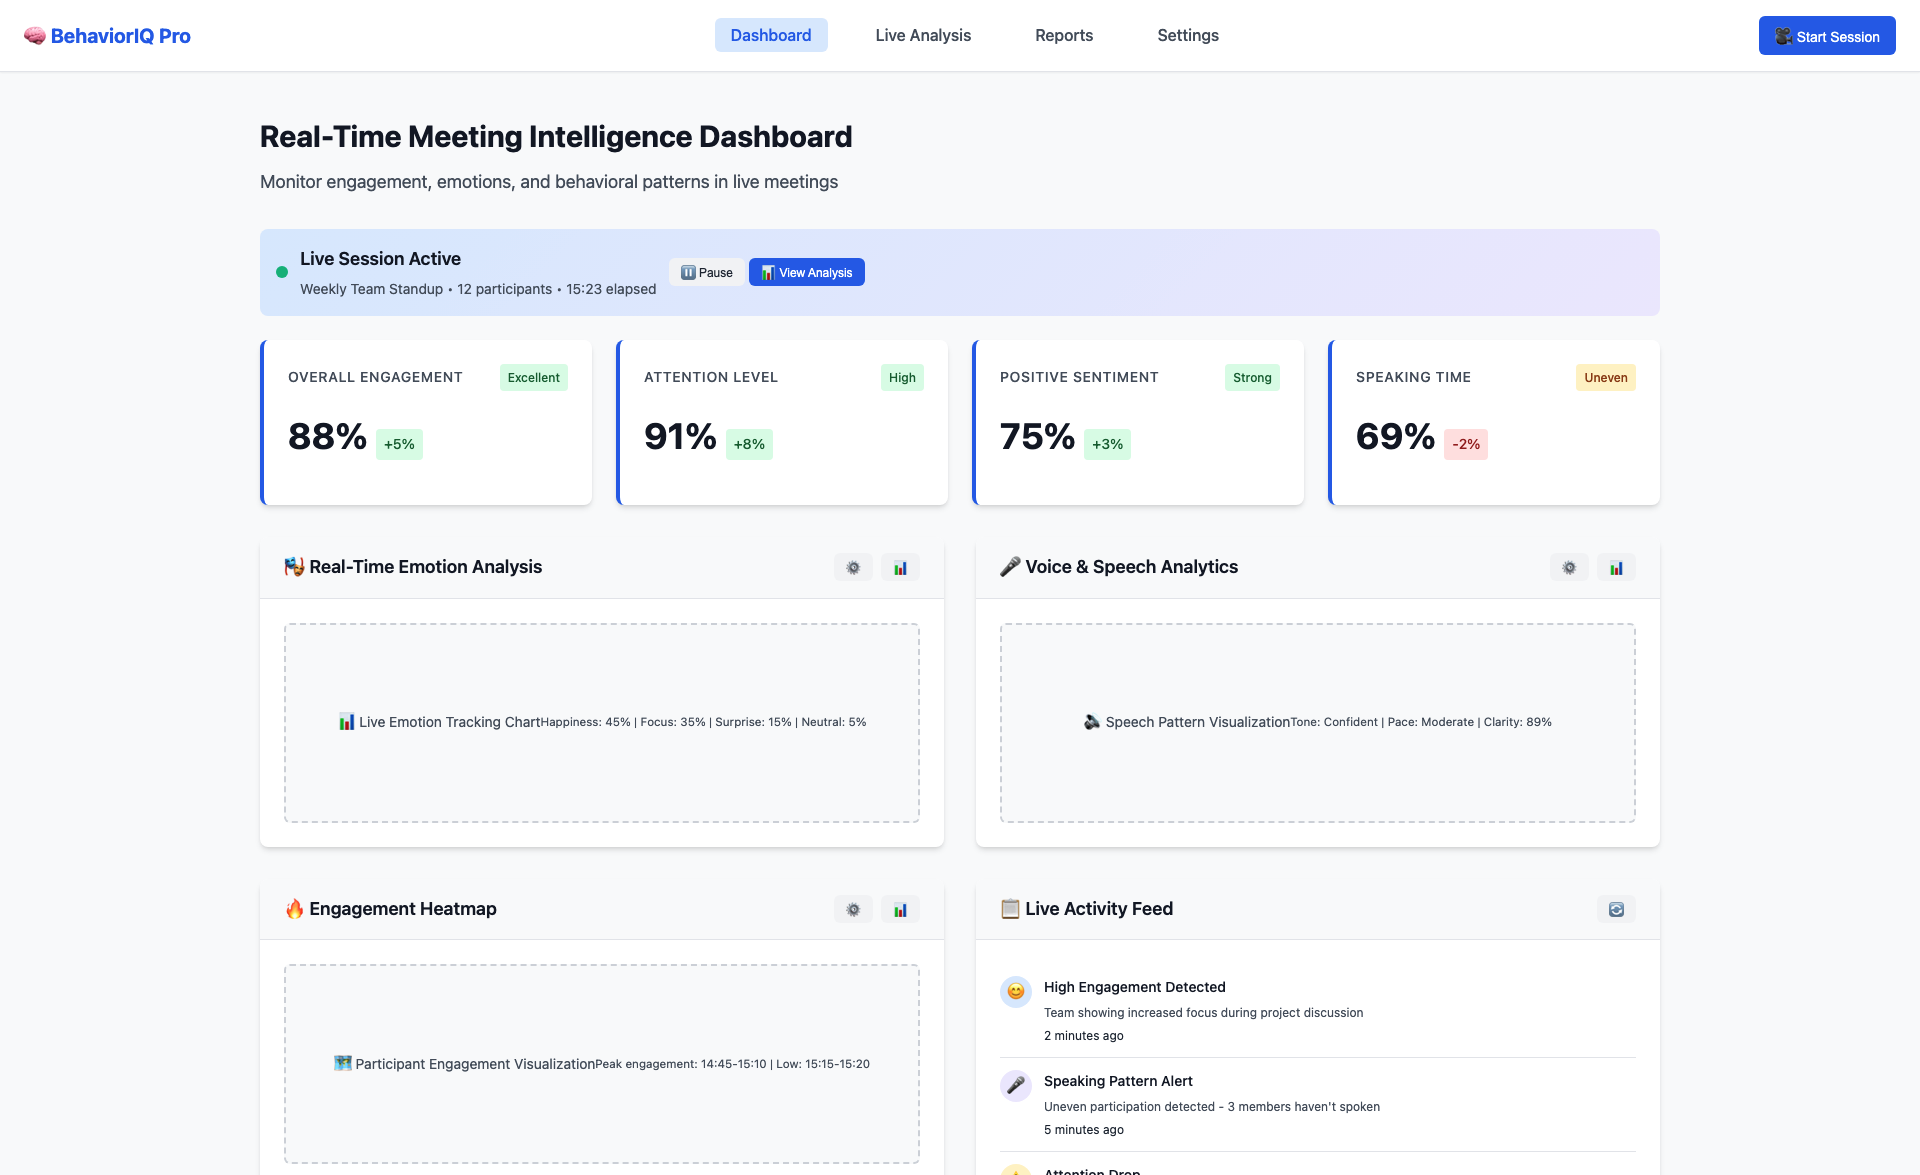 BehaviorIQ Pro
Dashboard
Live Analysis
Reports
Settings
Start Session
Real-Time Meeting Intelligence Dashboard
Monitor engagement, emotions, and behavioral patterns in live meetings
Live Session Active
Weekly Team Standup • 12 participants • 15:23 elapsed
Pause
View Analysis
OVERALL ENGAGEMENT
Excellent
88%
+5%
ATTENTION LEVEL
High
91%
+8%
POSITIVE SENTIMENT
Strong
75%
+3%
SPEAKING TIME
Uneven
69%
-2%
Real-Time Emotion Analysis
Live Emotion Tracking ChartHappiness: 45% | Focus: 35% | Surprise: 15% | Neutral: 5%
Voice & Speech Analytics
Speech Pattern VisualizationTone: Confident | Pace: Moderate | Clarity: 89%
Engagement Heatmap
Participant Engagement VisualizationPeak engagement: 14:45-15:10 | Low: 15:15-15:20
Live Activity Feed
High Engagement Detected
Team showing increased focus during project discussion
2 minutes ago
Speaking Pattern Alert
Uneven participation detected - 3 members haven't spoken
5 minutes ago
Attention Drop